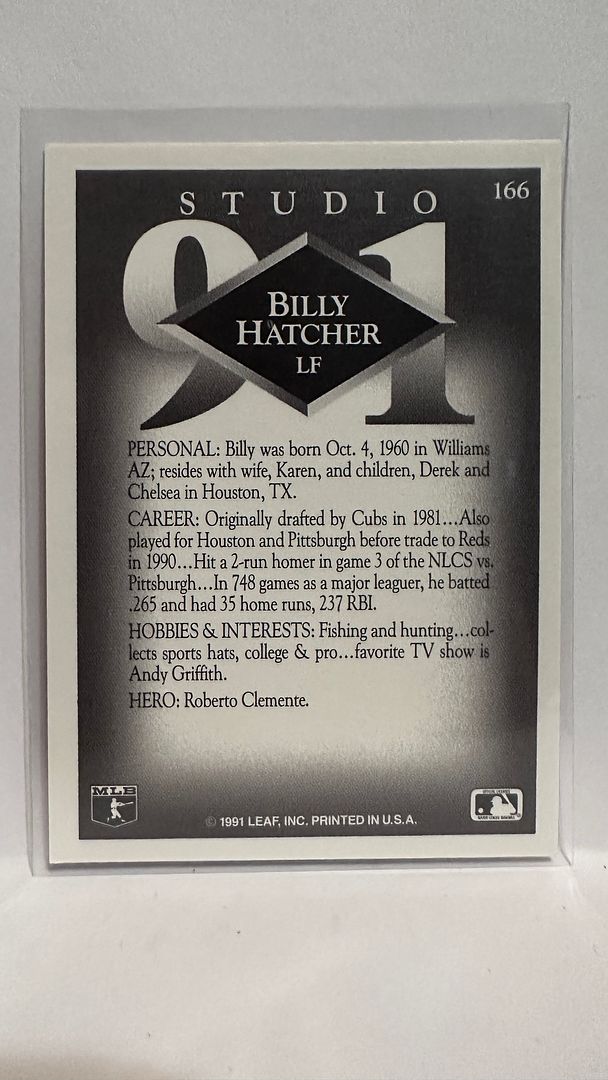 STUDIO
166
91
BILLY
HATCHER
LF
PERSONAL: Billy was born Oct. 4, 1960 in Williams
AZ; resides with wife, Karen, and children, Derek and
Chelsea in Houston, TX.
CAREER: Originally drafted by Cubs in 1981...Also
played for Houston and Pittsburgh before trade to Reds
in 1990...Hit a 2-run homer in game 3 of the NLCS vs.
Pittsburgh...In 748 games as a major leaguer, he batted
.265 and had 35 home runs, 237 RBI.
HOBBIES & INTERESTS: Fishing and hunting...col-
lects sports hats, college & pro...favorite TV show is
Andy Griffith.
HERO: Roberto Clemente.
MLB
© 1991 LEAF, INC. PRINTED IN U.S.A.